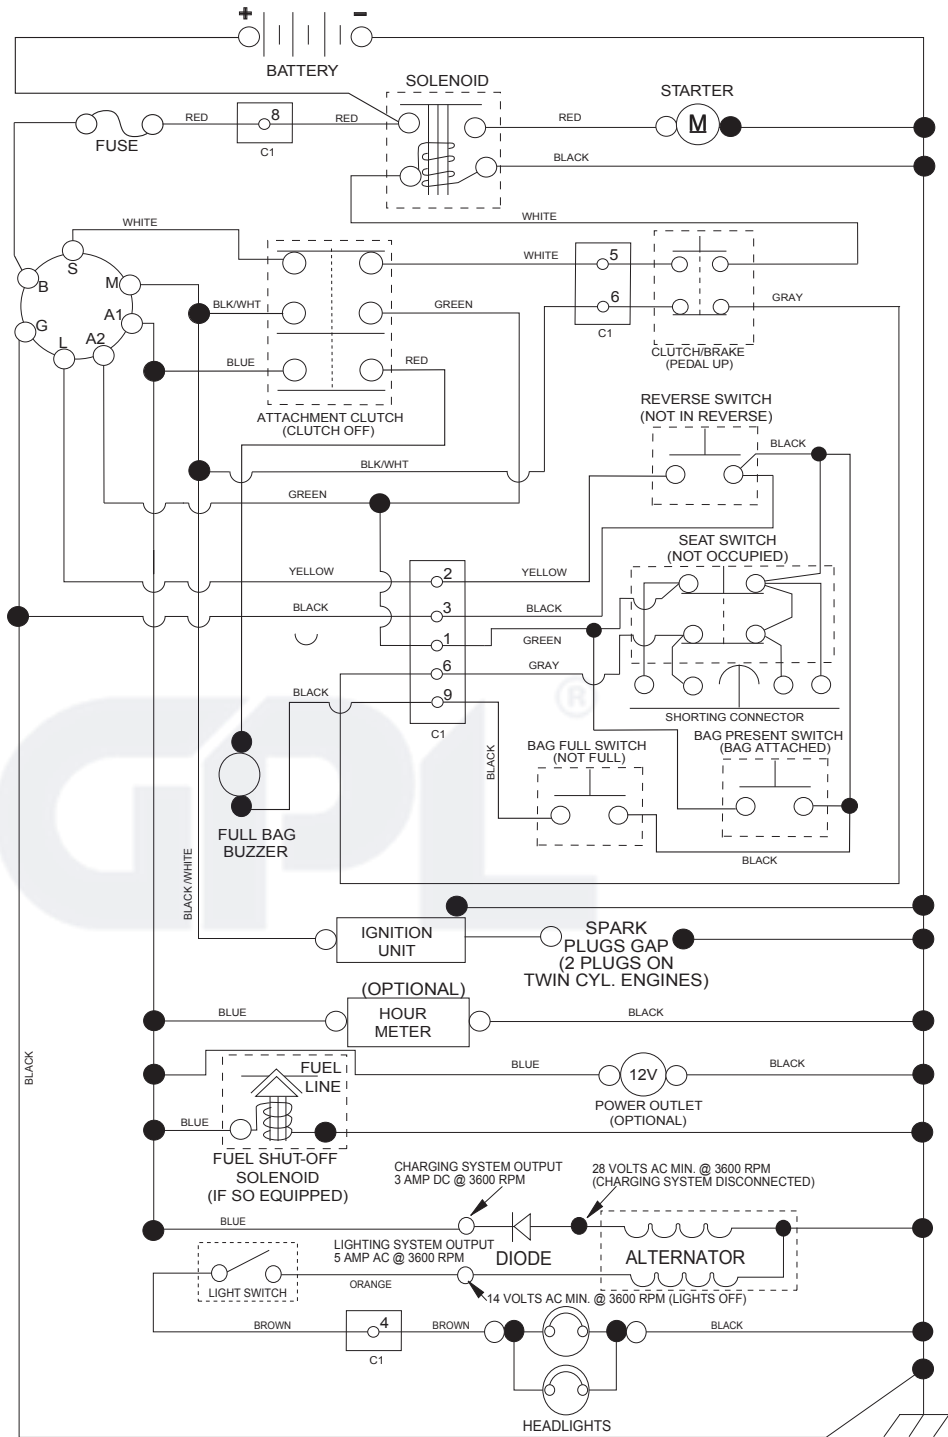 + –
BATTERY
SOLENOID
STARTER
RED
8
RED
RED
M
FUSE
C1
BLACK
WHITE
WHITE
S
WHITE
5
B
M
BLK/WHT
GREEN
6
GRAY
G
A1
C1
L
A2
BLUE
RED
CLUTCH/BRAKE
(PEDAL UP)
ATTACHMENT CLUTCH
(CLUTCH OFF)
REVERSE SWITCH
(NOT IN REVERSE)
BLACK
BLK/WHT
GREEN
SEAT SWITCH
(NOT OCCUPIED)
YELLOW
2
YELLOW
BLACK
3
BLACK
1
GREEN
6
GRAY
BLACK
9
SHORTING CONNECTOR
C1
BLACK
BAG FULL SWITCH
(NOT FULL)
BAG PRESENT SWITCH
(BAG ATTACHED)
GPL®
FULL BAG
BUZZER
BLACK
BLACK/WHITE
IGNITION
UNIT
SPARK
PLUGS GAP
(2 PLUGS ON
TWIN CYL. ENGINES)
(OPTIONAL)
BLUE
HOUR
METER
BLACK
BLACK
FUEL
LINE
BLUE
12V
BLACK
POWER OUTLET
(OPTIONAL)
BLUE
FUEL SHUT-OFF
SOLENOID
(IF SO EQUIPPED)
CHARGING SYSTEM OUTPUT
3 AMP DC @ 3600 RPM
28 VOLTS AC MIN. @ 3600 RPM
(CHARGING SYSTEM DISCONNECTED)
BLUE
DIODE
ALTERNATOR
LIGHTING SYSTEM OUTPUT
5 AMP AC @ 3600 RPM
LIGHT SWITCH
ORANGE
14 VOLTS AC MIN. @ 3600 RPM (LIGHTS OFF)
BROWN
4
BROWN
BLACK
C1
HEADLIGHTS